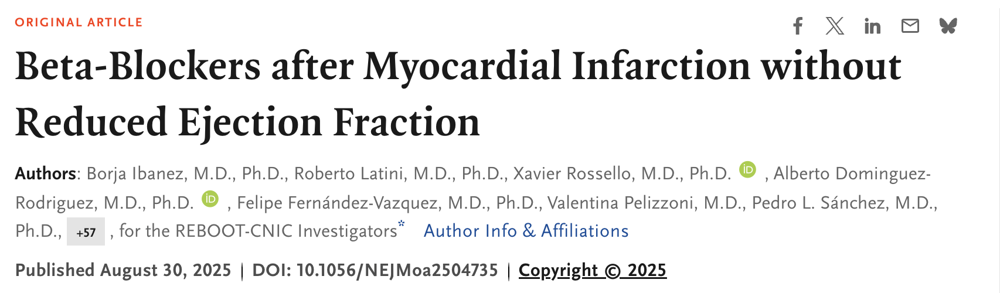 ORIGINAL ARTICLE
Beta-Blockers after Myocardial Infarction without
Reduced Ejection Fraction
Authors: Borja Ibanez, M.D., Ph.D., Roberto Latini, M.D., Ph.D., Xavier Rossello, M.D., Ph.D. iD , Alberto Dominguez-
Rodriguez, M.D., Ph.D. iD , Felipe Fernández-Vazquez, M.D., Ph.D., Valentina Pelizzoni, M.D., Pedro L. Sánchez, M.D.,
Ph.D., +57 , for the REBOOT-CNIC Investigators* Author Info & Affiliations
Published August 30, 2025 | DOI: 10.1056/NEJMoa2504735 | Copyright © 2025